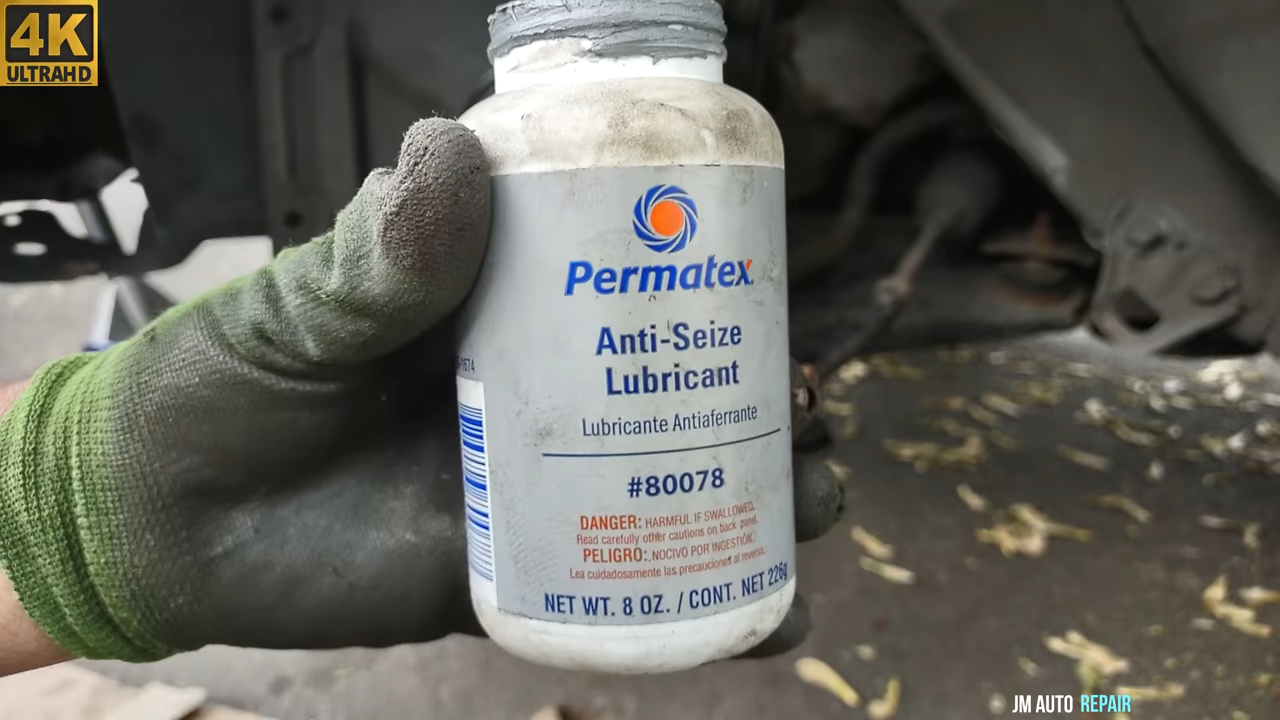 4K
ULTRA HD
Permatex
Anti-Seize
Lubricant
Lubricante Antiaferrante
#80078
DANGER: HARMFUL IF SWALLOWED.
Read carefully other cautions on back panel.
PELIGRO: NOCIVO POR INGESTIÓN.
Lea cuidadosamente las precauciones al reverso.
NET WT. 8 OZ. / CONT. NET 226g
JM AUTO REPAIR